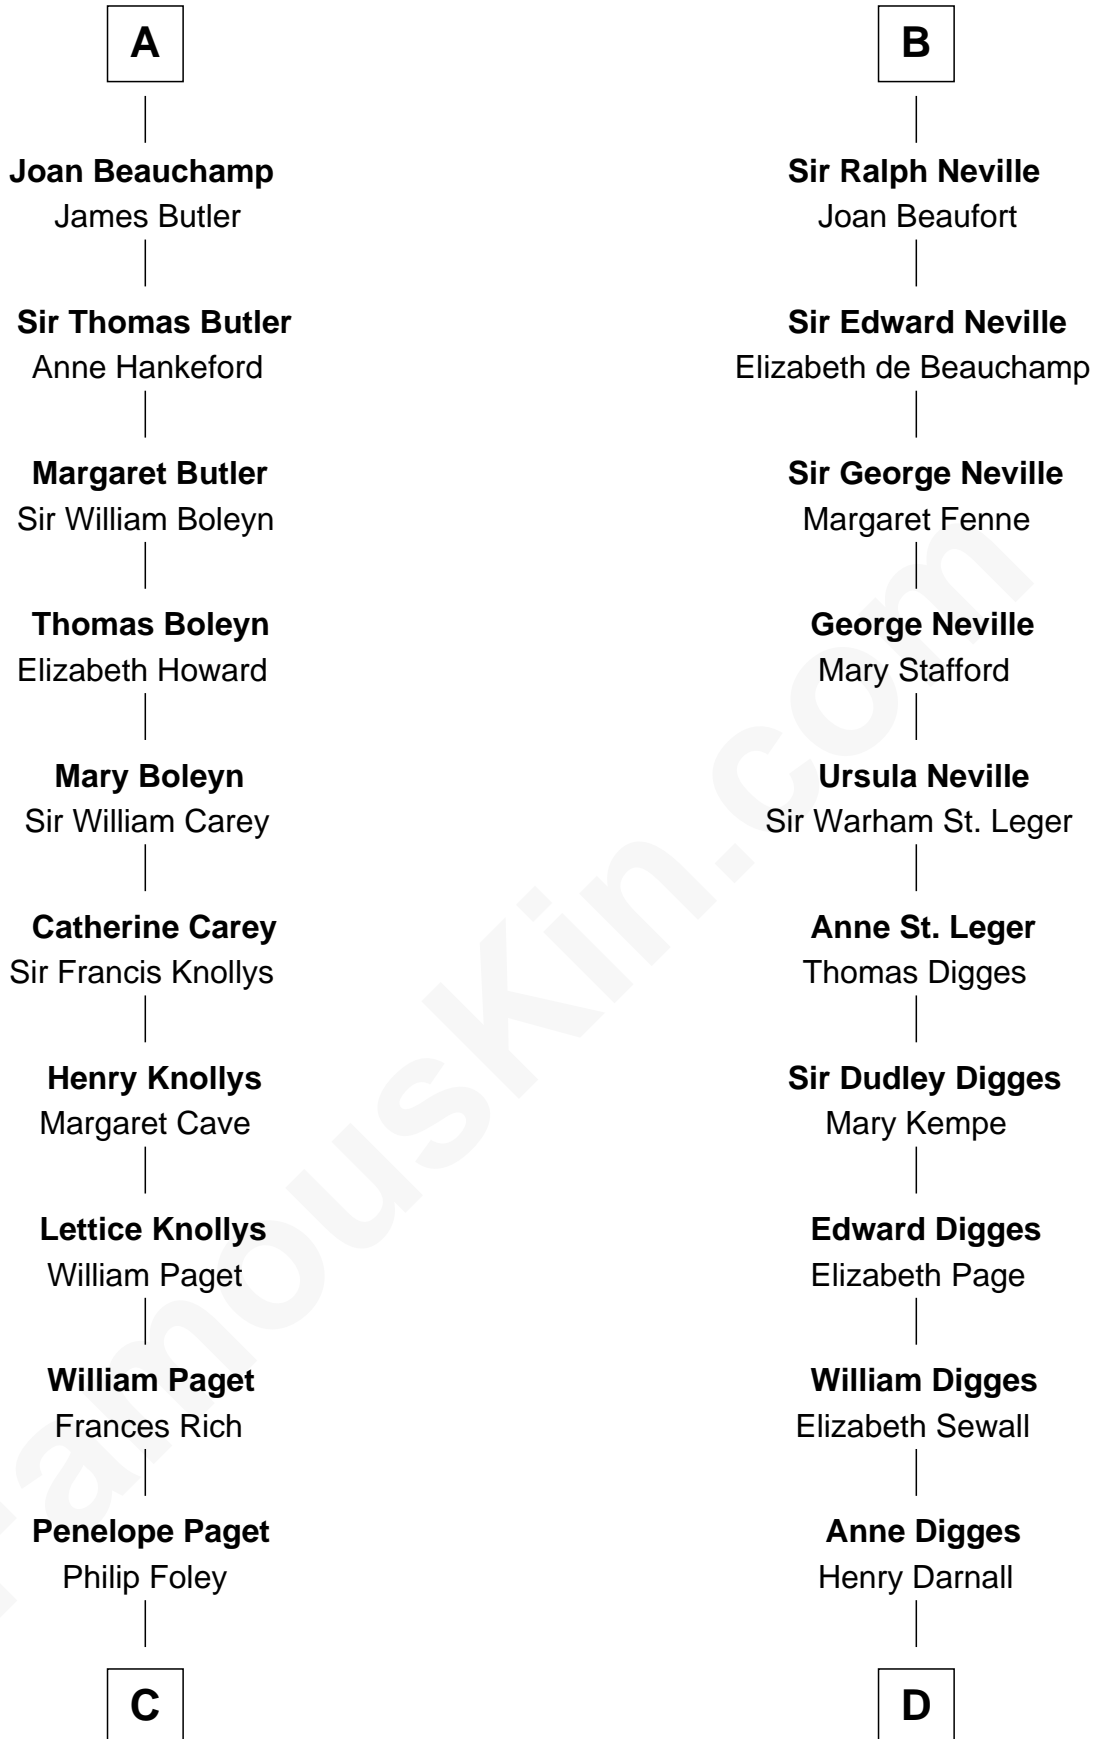 A
Joan Beauchamp
James Butler
Sir Thomas Butler
Anne Hankeford
Margaret Butler
Sir William Boleyn
Thomas Boleyn
Elizabeth Howard
Mary Boleyn
Sir William Carey
Catherine Carey
Sir Francis Knollys
Henry Knollys
Margaret Cave
Lettice Knollys
William Paget
William Paget
Frances Rich
Penelope Paget
Philip Foley
C
B
Sir Ralph Neville
Joan Beaufort
Sir Edward Neville
Elizabeth de Beauchamp
Sir George Neville
Margaret Fenne
George Neville
Mary Stafford
Ursula Neville
Sir Warham St. Leger
Anne St. Leger
Thomas Digges
Sir Dudley Digges
Mary Kempe
Edward Digges
Elizabeth Page
William Digges
Elizabeth Sewall
Anne Digges
Henry Darnall
D
FamousKin.com